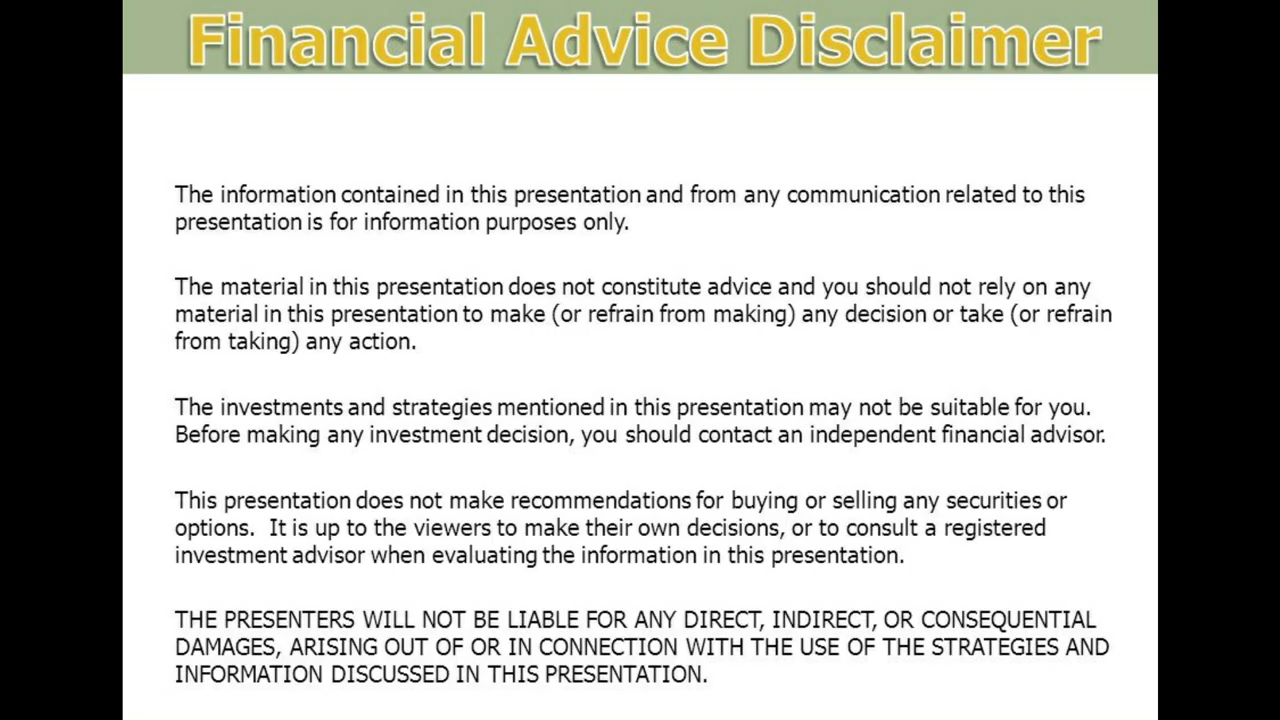 Financial Advice Disclaimer
The information contained in this presentation and from any communication related to this
presentation is for information purposes only.
The material in this presentation does not constitute advice and you should not rely on any
material in this presentation to make (or refrain from making) any decision or take (or refrain
from taking) any action.
The investments and strategies mentioned in this presentation may not be suitable for you.
Before making any investment decision, you should contact an independent financial advisor.
This presentation does not make recommendations for buying or selling any securities or
options.  It is up to the viewers to make their own decisions, or to consult a registered
investment advisor when evaluating the information in this presentation.
THE PRESENTERS WILL NOT BE LIABLE FOR ANY DIRECT, INDIRECT, OR CONSEQUENTIAL
DAMAGES, ARISING OUT OF OR IN CONNECTION WITH THE USE OF THE STRATEGIES AND
INFORMATION DISCUSSED IN THIS PRESENTATION.